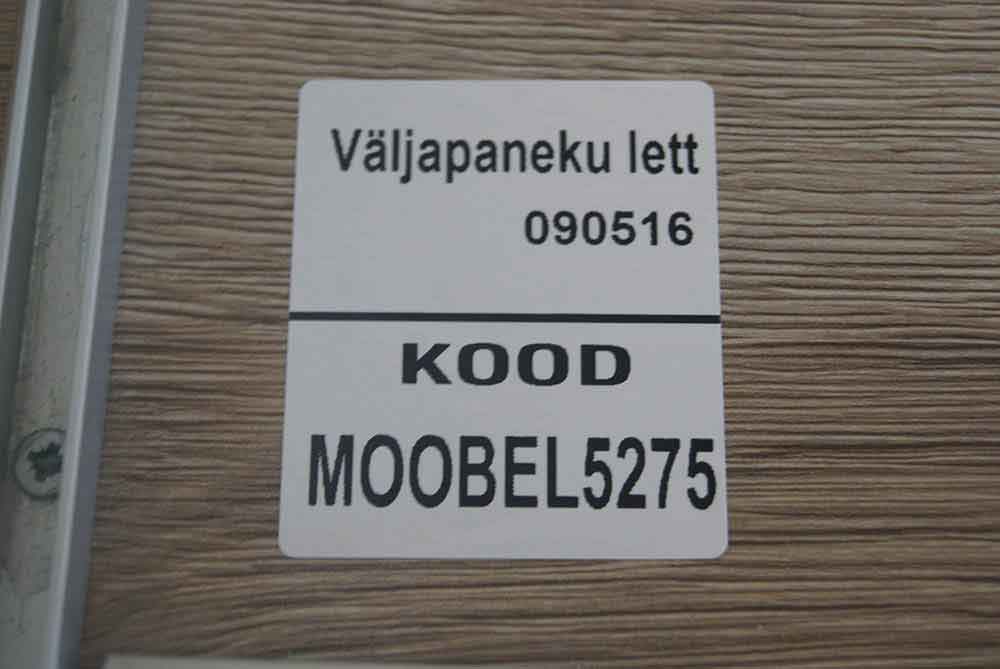 Väljapaneku lett
090516
KOOD
MOOBEL5275